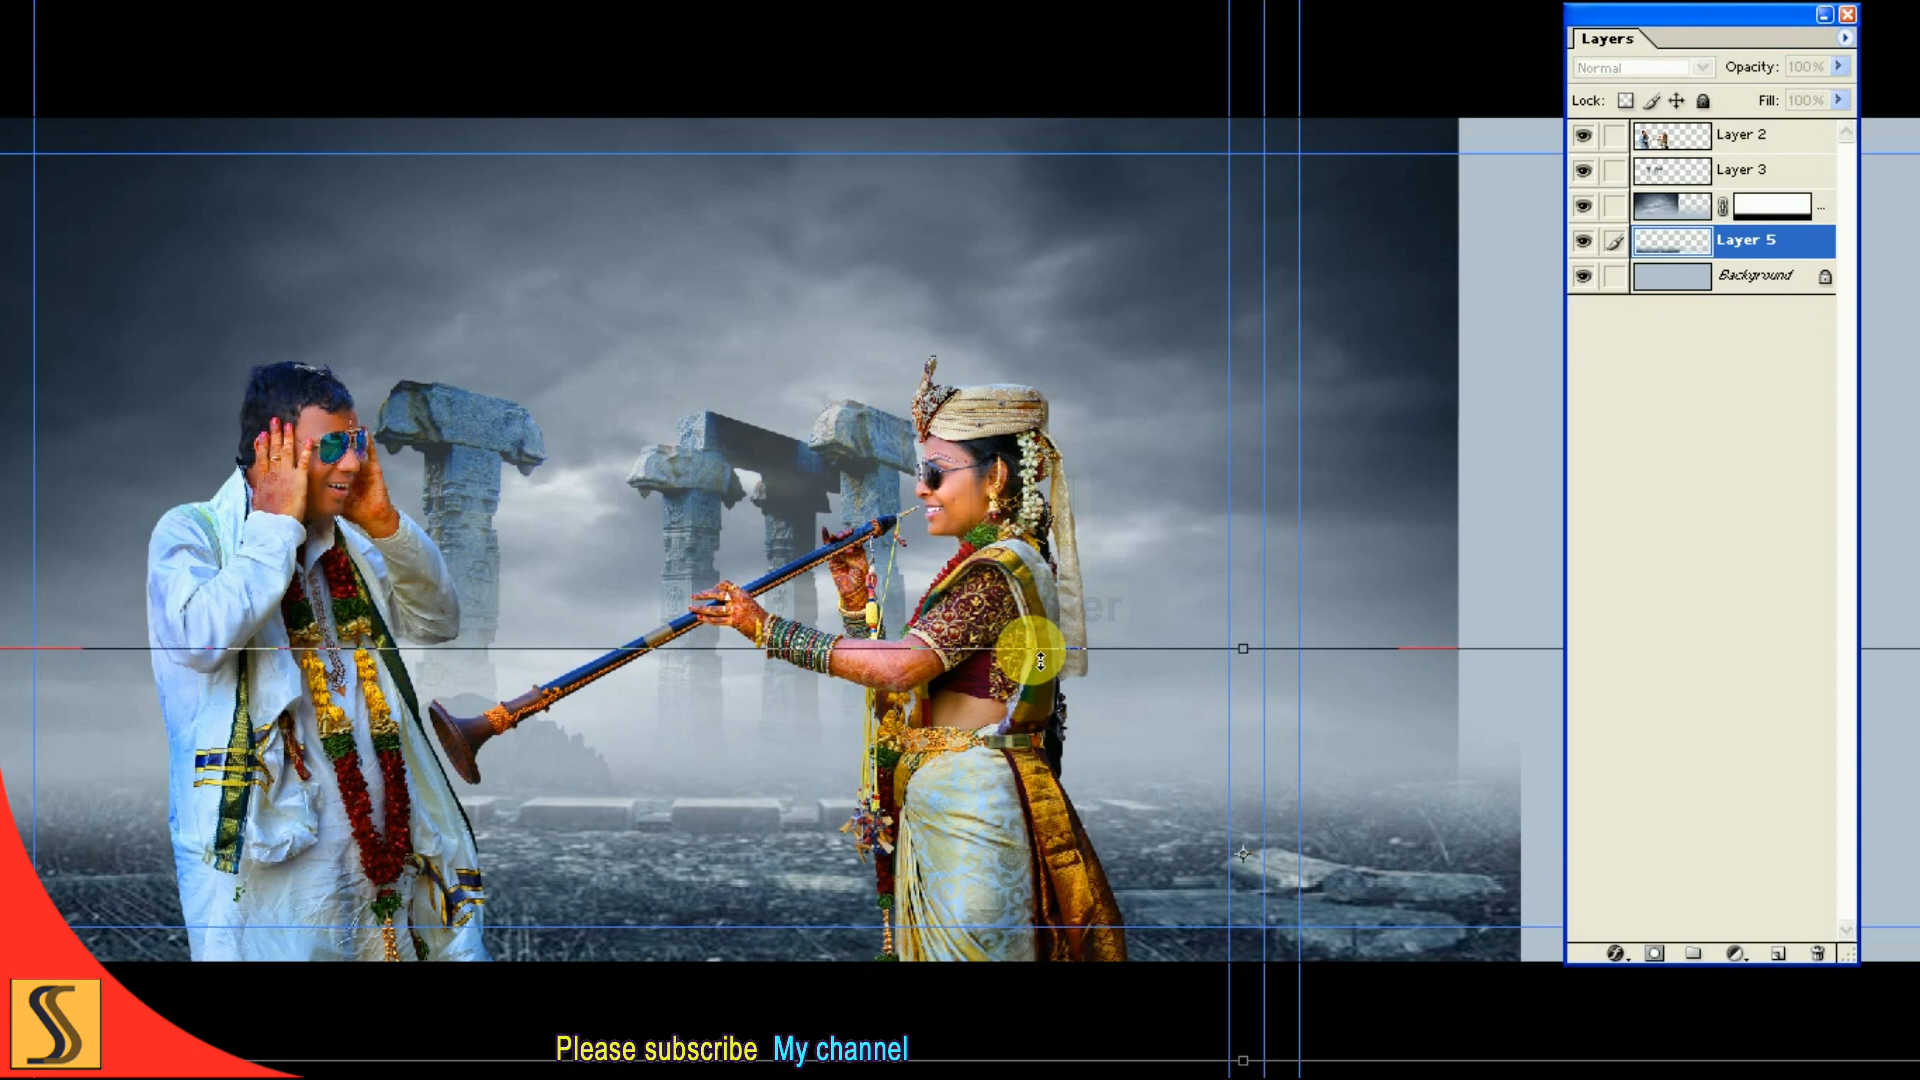 Layers
Normal
Opacity: 100%
Lock:
Fill: 100%
Layer 2
Layer 3
...
Layer 5
Background
Please subscribe My channel